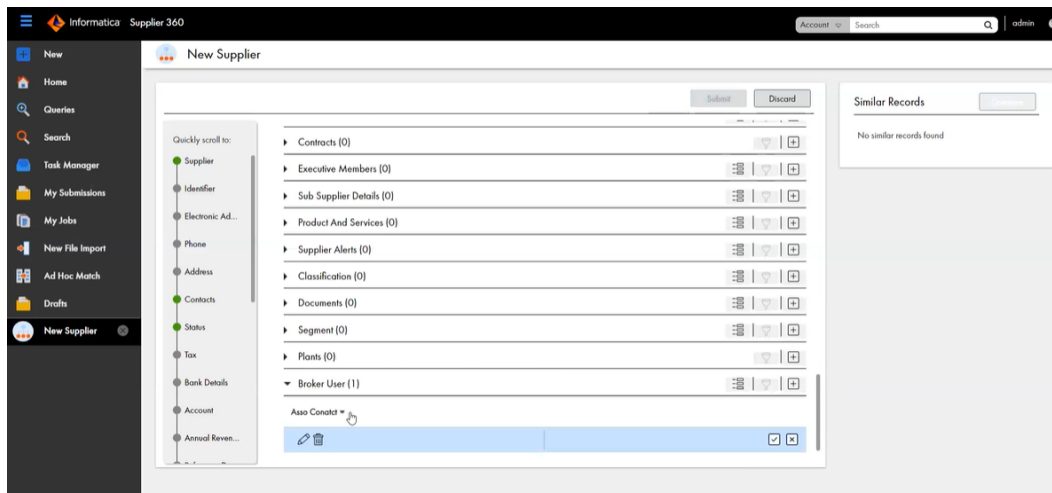 Informatica Supplier 360
Account Search admin
New
Home
Queries
Search
Task Manager
My Submissions
My Jobs
New File Import
Ad Hoc Match
Drafts
New Supplier
New Supplier
Submit Discard
Quickly scroll to:
Supplier
Identifier
Electronic Ad...
Phone
Address
Contacts
Status
Tax
Bank Details
Account
Annual Reven...
Contracts (0)
Executive Members (0)
Sub Supplier Details (0)
Product And Services (0)
Supplier Alerts (0)
Classification (0)
Documents (0)
Segment (0)
Plants (0)
Broker User (1)
Asso Conatct
Similar Records
No similar records found